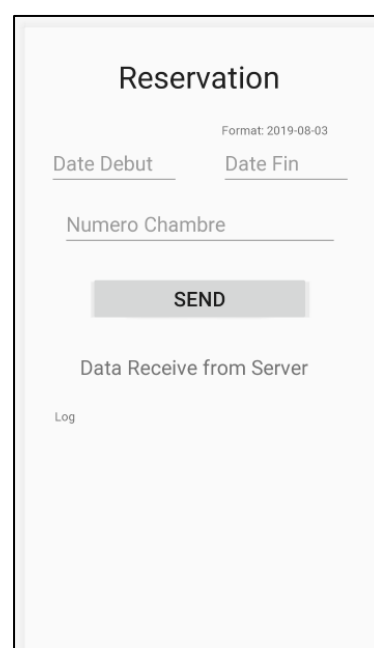 Reservation
Format: 2019-08-03
Date Debut Date Fin
Numero Chambre
SEND
Data Receive from Server
Log